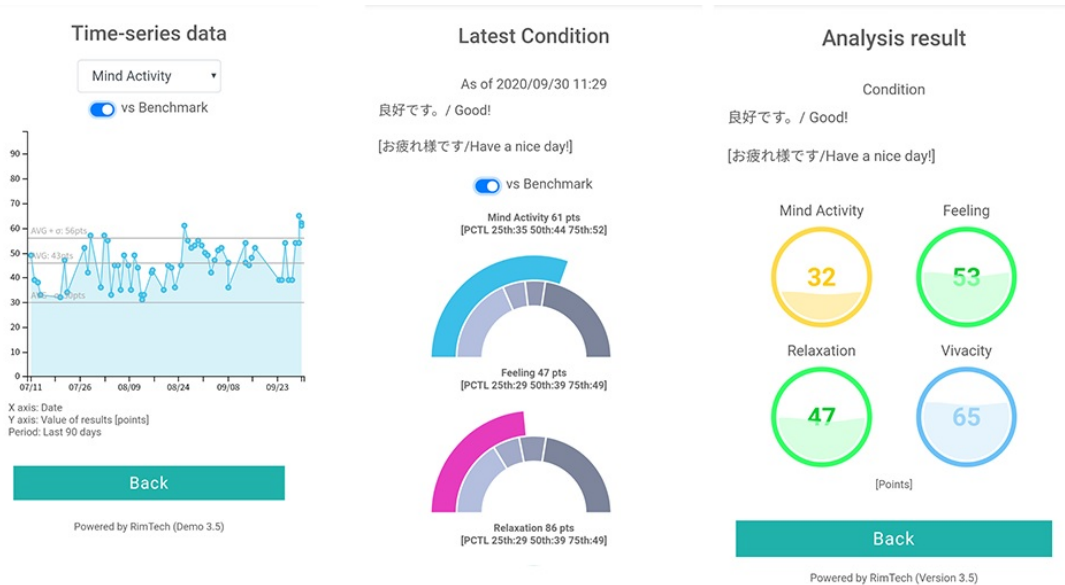 Time-series data
Mind Activity
vs Benchmark
90
80
70
60
50
40
30
20
10
0
AVG + σ: 56pts
AVG: 43pts
07/11
07/26
08/09
08/24
09/08
09/23
X axis: Date
Y axis: Value of results [points]
Period: Last 90 days
Back
Powered by RimTech (Demo 3.5)
Latest Condition
As of 2020/09/30 11:29
良好です。/ Good!
[お疲れ様です/Have a nice day!]
vs Benchmark
Mind Activity 61 pts
[PCTL 25th:35 50th:44 75th:52]
Feeling 47 pts
[PCTL 25th:29 50th:39 75th:49]
Relaxation 86 pts
[PCTL 25th:29 50th:39 75th:49]
Analysis result
Condition
良好です。/ Good!
[お疲れ様です/Have a nice day!]
Mind Activity
Feeling
32
53
Relaxation
Vivacity
47
65
[Points]
Back
Powered by RimTech (Version 3.5)